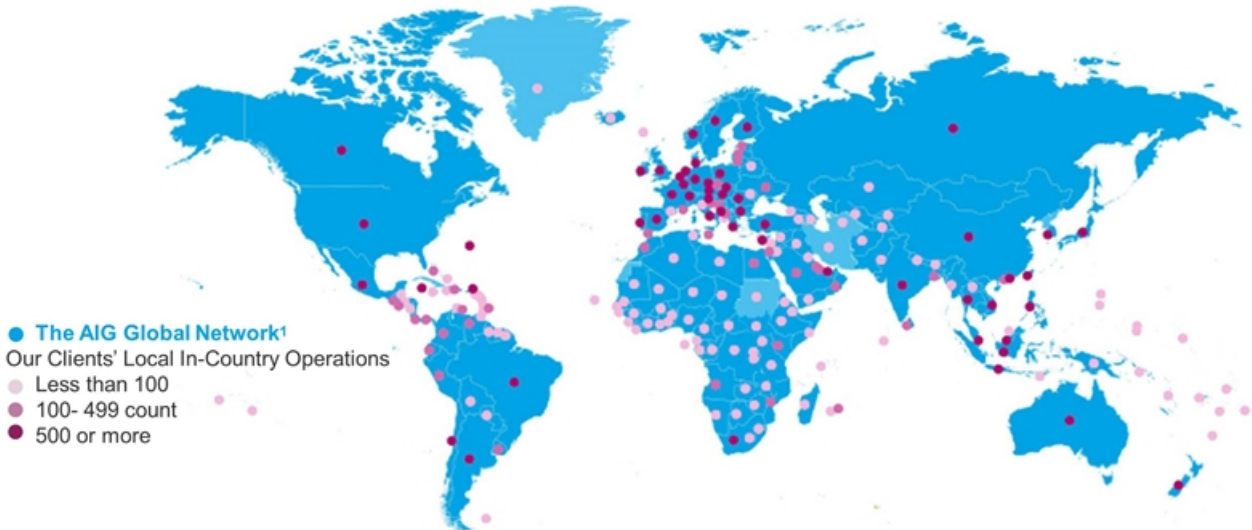 The AIG Global Network¹
Our Clients' Local In-Country Operations
Less than 100
100- 499 count
500 or more